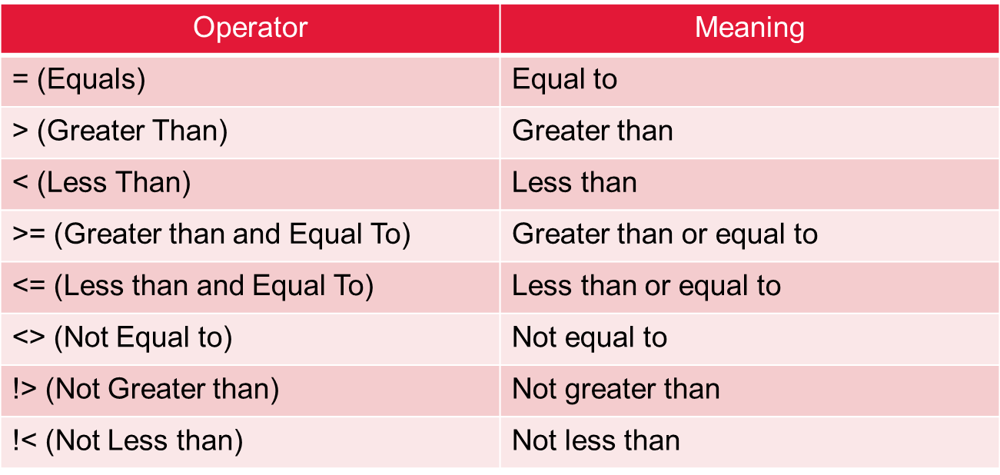 Operator Meaning
= (Equals) Equal to
> (Greater Than) Greater than
< (Less Than) Less than
>= (Greater than and Equal To) Greater than or equal to
<= (Less than and Equal To) Less than or equal to
<> (Not Equal to) Not equal to
!> (Not Greater than) Not greater than
!< (Not Less than) Not less than